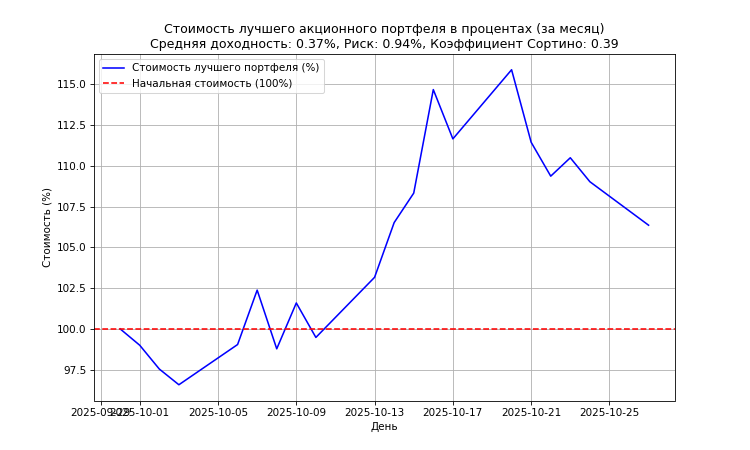 Стоимость лучшего акционного портфеля в процентах (за месяц)
Средняя доходность: 0.37%, Риск: 0.94%, Коэффициент Сортино: 0.39
Стоимость лучшего портфеля (%)
Начальная стоимость (100%)
Стоимость (%)
115.0
112.5
110.0
107.5
105.0
102.5
100.0
97.5
2025-10-01 2025-10-05 2025-10-09 2025-10-13 2025-10-17 2025-10-21 2025-10-25
День